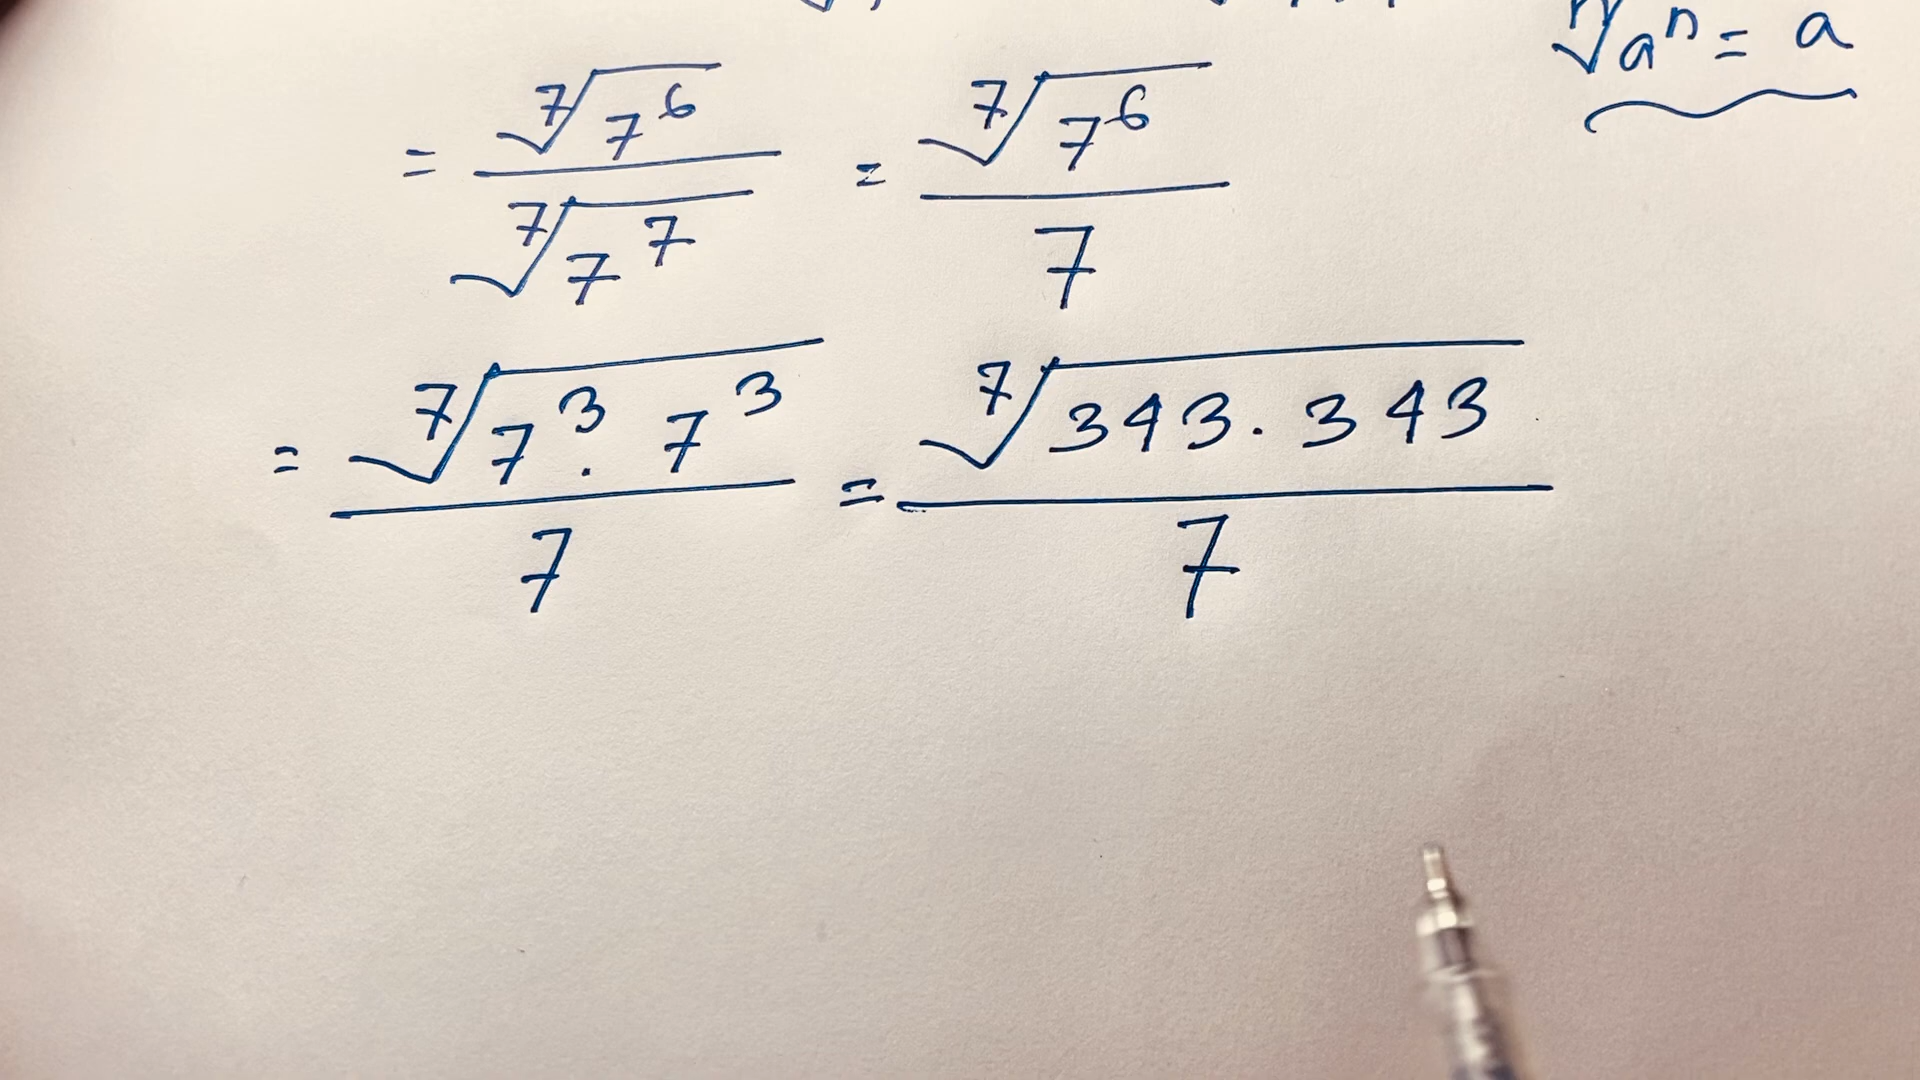 ⁿ√aⁿ = a
= ⁷√7⁶ / ⁷√7⁷ = ⁷√7⁶ / 7
= ⁷√7³ . 7³ / 7 = ⁷√343 . 343 / 7